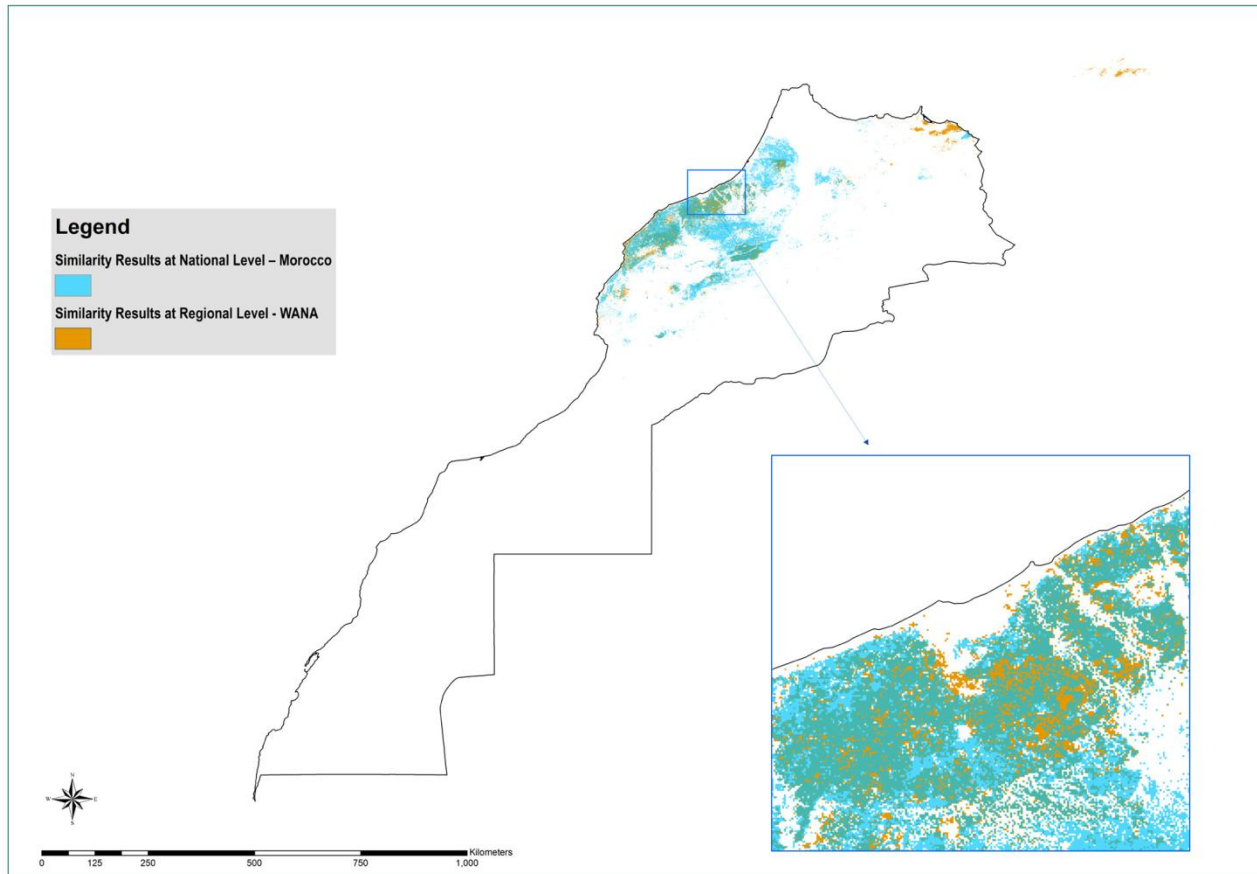 Legend
Similarity Results at National Level – Morocco
Similarity Results at Regional Level - WANA
N
W E
S
Kilometers
0 125 250 500 750 1,000